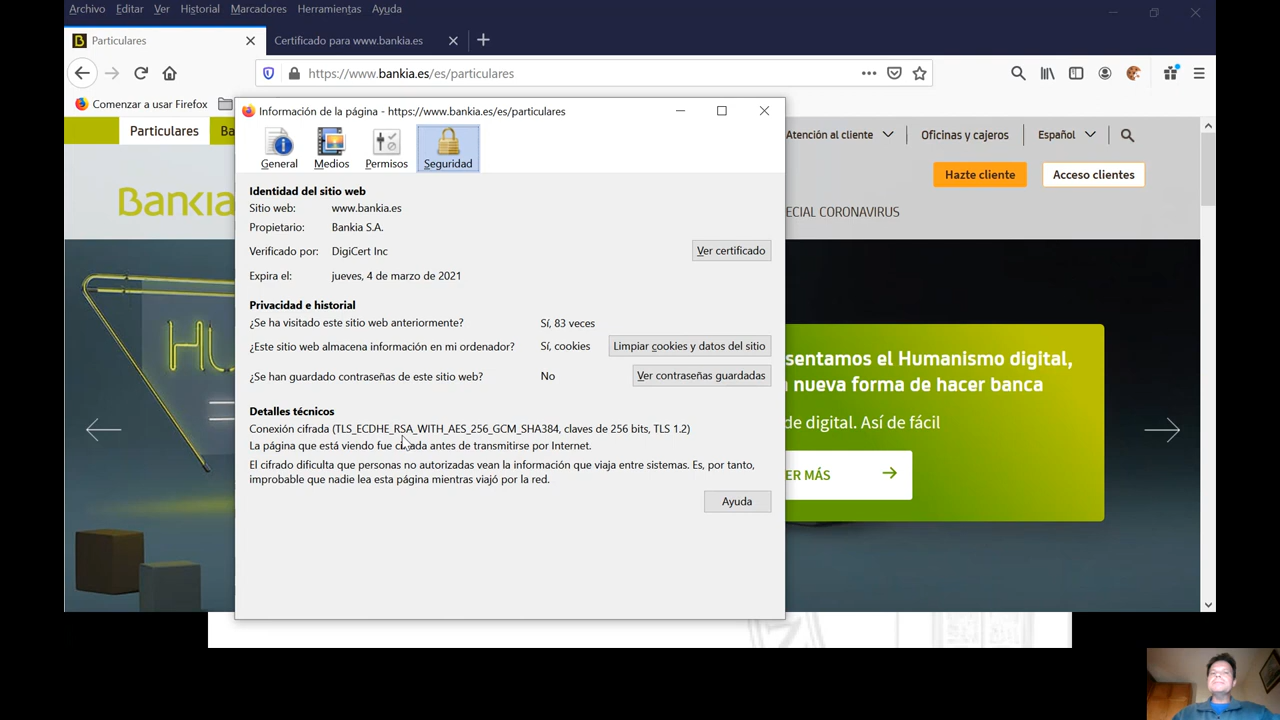 Archivo Editar Ver Historial Marcadores Herramientas Ayuda
Particulares
Certificado para www.bankia.es
https://www.bankia.es/es/particulares
Comenzar a usar Firefox
Particulares
Ba
Atención al cliente
Oficinas y cajeros
Español
Hazte cliente
Acceso clientes
Bankia
ECIAL CORONAVIRUS
Información de la página - https://www.bankia.es/es/particulares
General Medios Permisos Seguridad
Identidad del sitio web
Sitio web: www.bankia.es
Propietario: Bankia S.A.
Verificado por: DigiCert Inc
Ver certificado
Expira el: jueves, 4 de marzo de 2021
Privacidad e historial
¿Se ha visitado este sitio web anteriormente? Sí, 83 veces
¿Este sitio web almacena información en mi ordenador? Sí, cookies
Limpiar cookies y datos del sitio
¿Se han guardado contraseñas de este sitio web? No
Ver contraseñas guardadas
Detalles técnicos
Conexión cifrada (TLS_ECDHE_RSA_WITH_AES_256_GCM_SHA384, claves de 256 bits, TLS 1.2)
La página que está viendo fue cifrada antes de transmitirse por Internet.
El cifrado dificulta que personas no autorizadas vean la información que viaja entre sistemas. Es, por tanto,
improbable que nadie lea esta página mientras viajó por la red.
Ayuda
HU
sentamos el Humanismo digital,
nueva forma de hacer banca
de digital. Así de fácil
ER MÁS